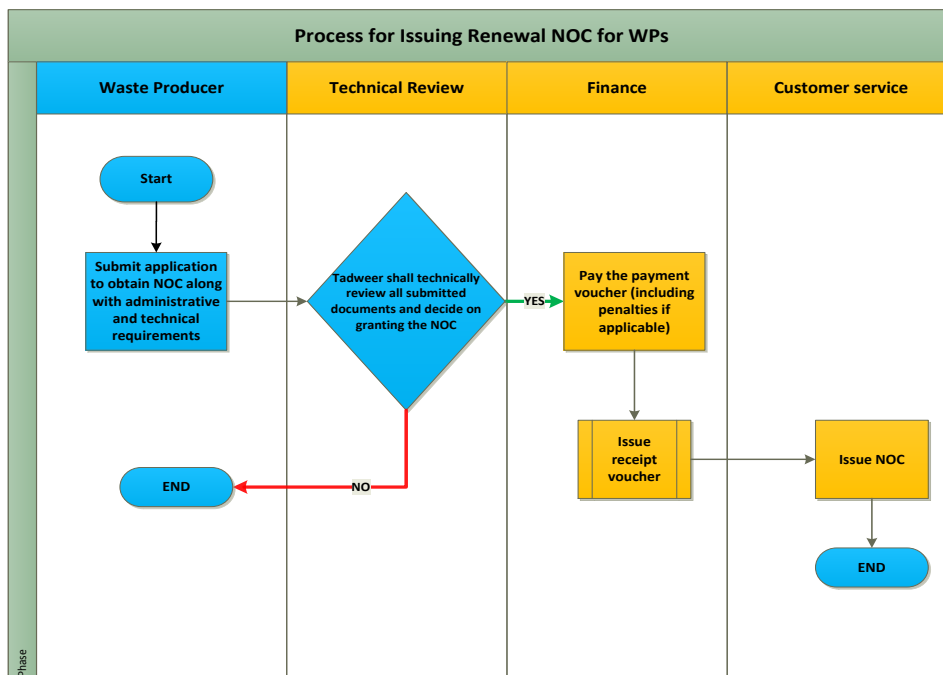 Process for Issuing Renewal NOC for WPs
Waste Producer
Technical Review
Finance
Customer service
Start
Submit application
to obtain NOC along
with administrative
and technical
requirements
Tadweer shall technically
review all submitted
documents and decide on
granting the NOC
YES
Pay the payment
voucher (including
penalties if
applicable)
Issue
receipt
voucher
Issue NOC
NO
END
END
Phase